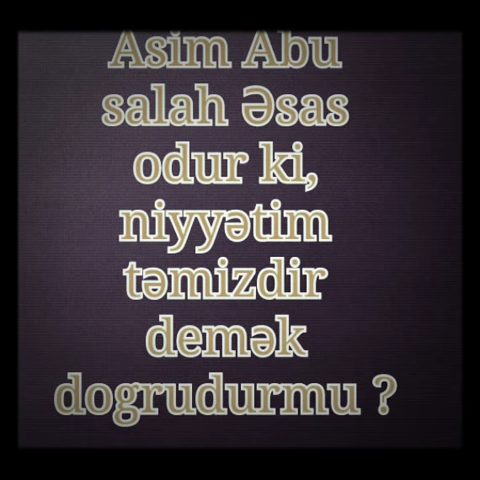 Asim Abu
salah Əsas
odur ki,
niyyətim
təmizdir
demək
dogrudurmu ?